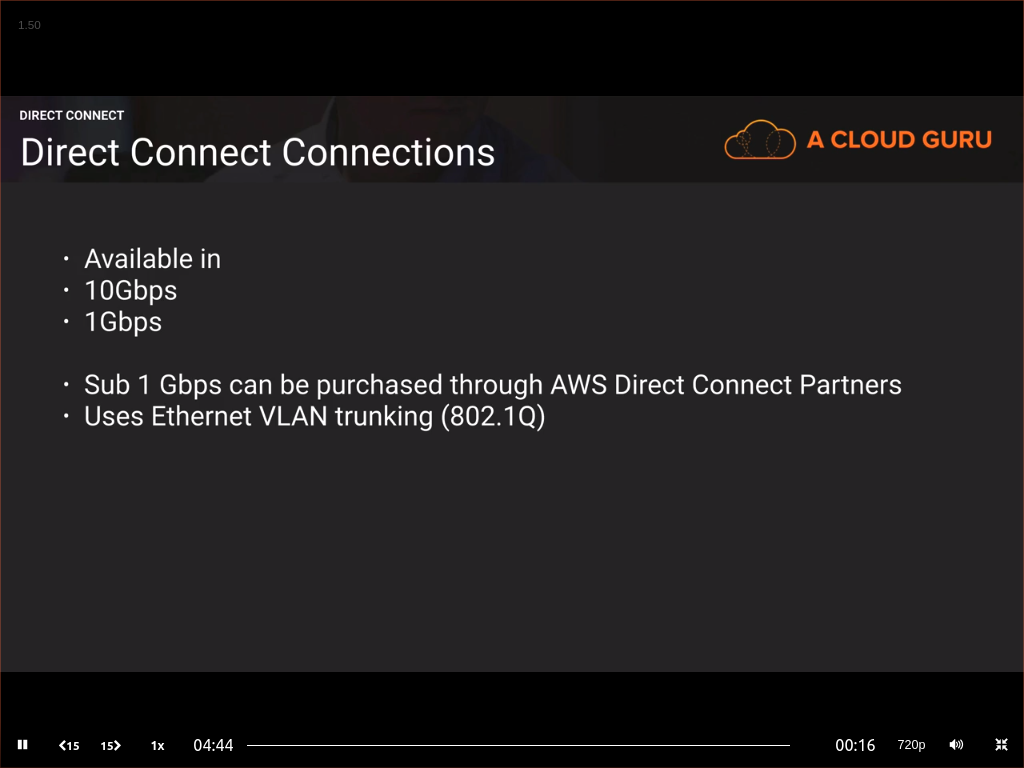 1.50
DIRECT CONNECT
Direct Connect Connections
A CLOUD GURU
• Available in
• 10Gbps
• 1Gbps
• Sub 1 Gbps can be purchased through AWS Direct Connect Partners
• Uses Ethernet VLAN trunking (802.1Q)
15 15 1x 04:44 00:16 720p